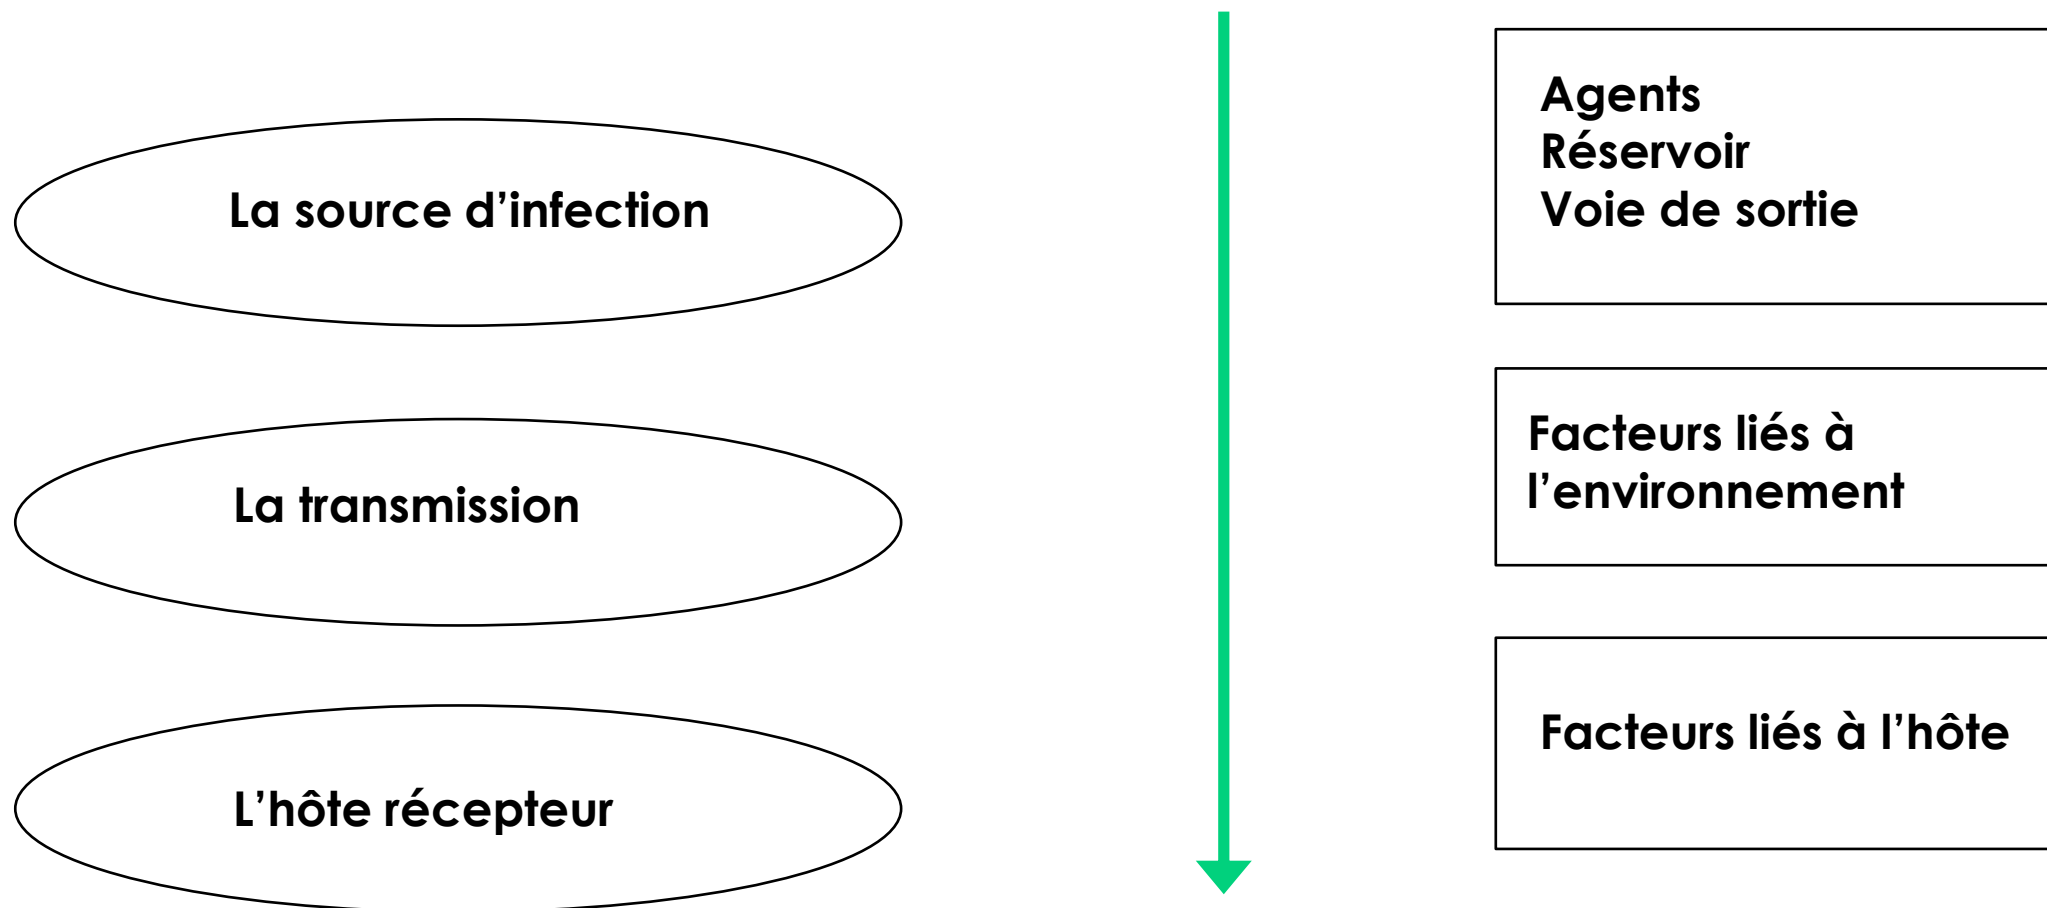 La source d’infection
Agents
Réservoir
Voie de sortie
La transmission
Facteurs liés à
l’environnement
L’hôte récepteur
Facteurs liés à l’hôte